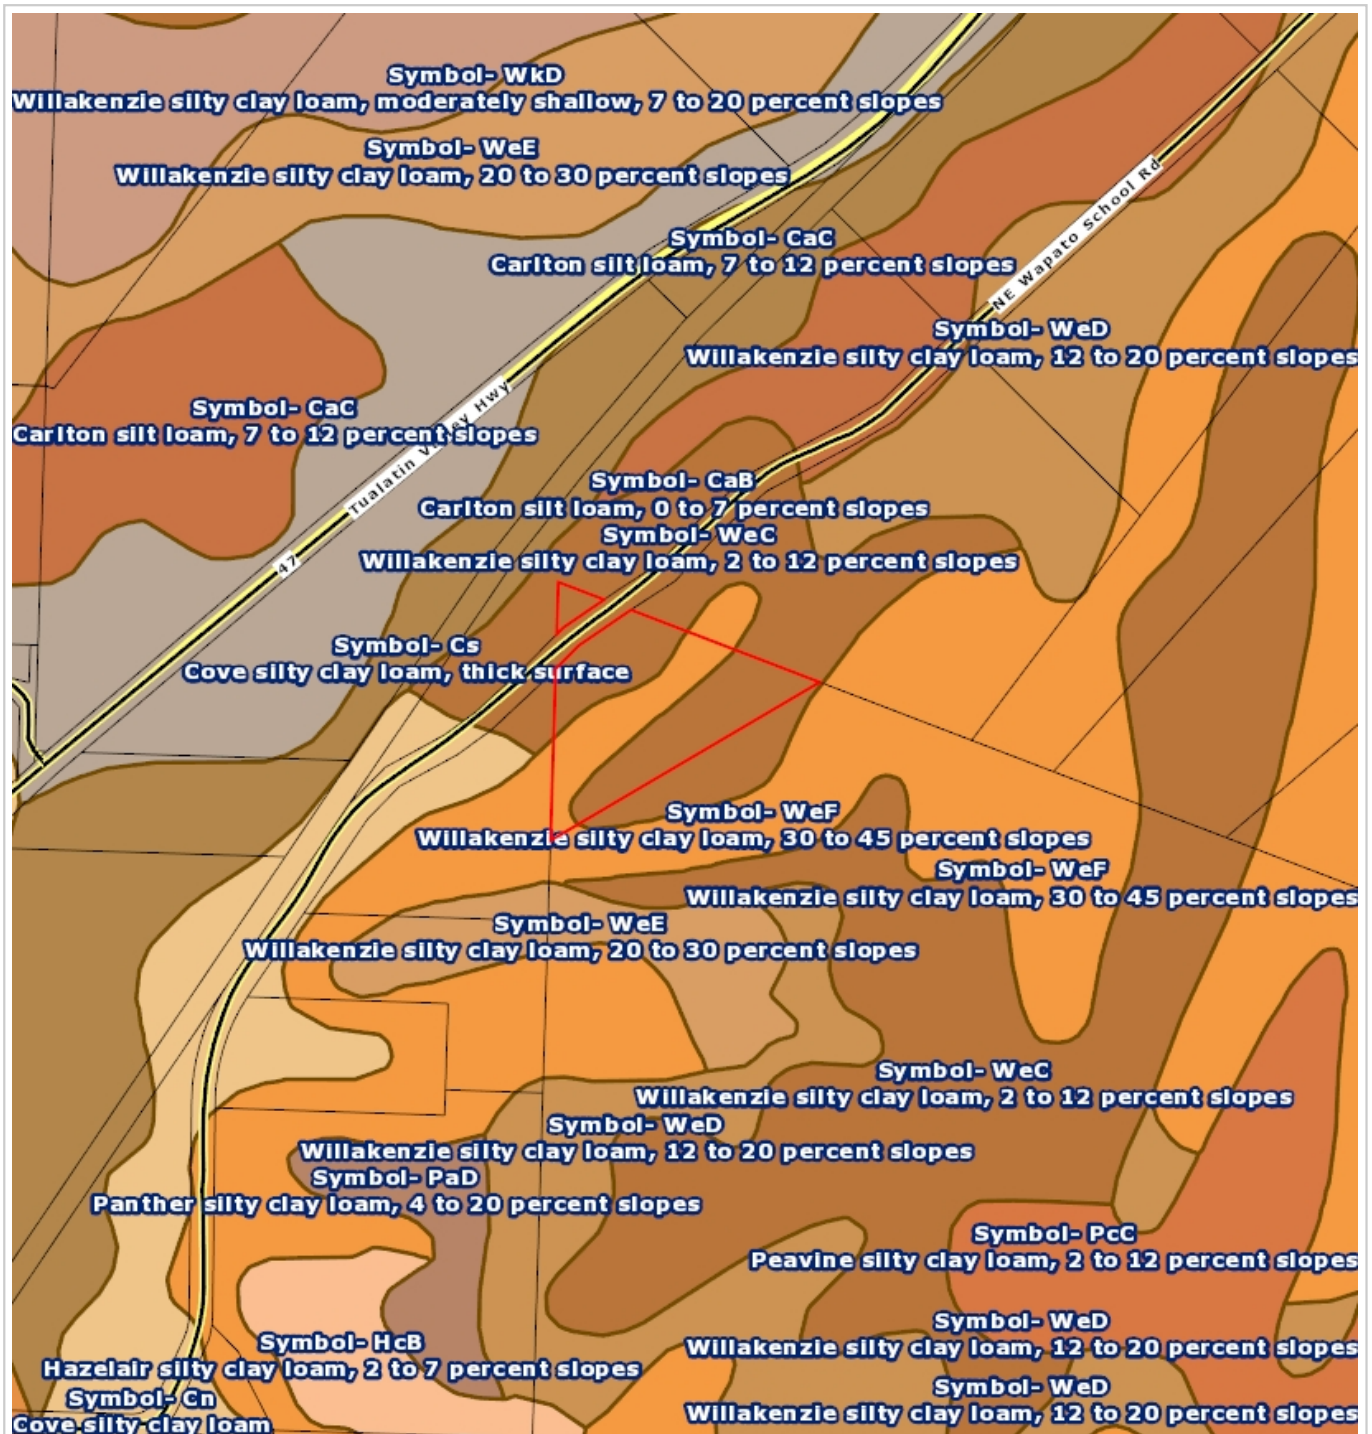 Symbol- WkD
Willakenzie silty clay loam, moderately shallow, 7 to 20 percent slopes
Symbol- WeE
Willakenzie silty clay loam, 20 to 30 percent slopes
NE Wapato School Rd
Symbol- CaC
Carlton silt loam, 7 to 12 percent slopes
Symbol- WeD
Willakenzie silty clay loam, 12 to 20 percent slopes
Symbol- CaC
Carlton silt loam, 7 to 12 percent slopes
Tualatin Valley Hwy
47
Symbol- CaB
Carlton silt loam, 0 to 7 percent slopes
Symbol- WeC
Willakenzie silty clay loam, 2 to 12 percent slopes
Symbol- Cs
Cove silty clay loam, thick surface
Symbol- WeF
Willakenzie silty clay loam, 30 to 45 percent slopes
Symbol- WeF
Willakenzie silty clay loam, 30 to 45 percent slopes
Symbol- WeE
Willakenzie silty clay loam, 20 to 30 percent slopes
Symbol- WeC
Willakenzie silty clay loam, 2 to 12 percent slopes
Symbol- WeD
Willakenzie silty clay loam, 12 to 20 percent slopes
Symbol- PaD
Panther silty clay loam, 4 to 20 percent slopes
Symbol- PcC
Peavine silty clay loam, 2 to 12 percent slopes
Symbol- WeD
Willakenzie silty clay loam, 12 to 20 percent slopes
Symbol- HcB
Hazelair silty clay loam, 2 to 7 percent slopes
Symbol- WeD
Willakenzie silty clay loam, 12 to 20 percent slopes
Symbol- Cn
Cove silty clay loam